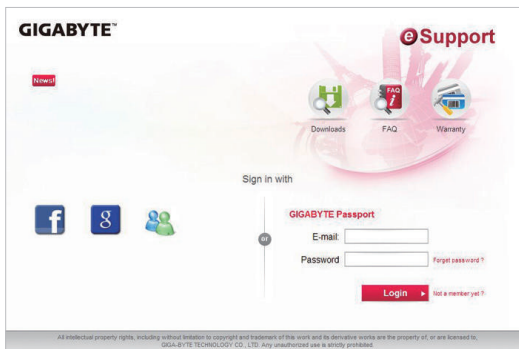 GIGABYTE™
eSupport
News!
FAQ
Downloads
FAQ
Warranty
Sign in with
f
g
or
GIGABYTE Passport
E-mail:
Password
Forget password ?
Login
Not a member yet ?
All intellectual property rights, including without limitation to copyright and trademark of this work and its derivative works are the property of, or are licensed to,
GIGA-BYTE TECHNOLOGY CO., LTD. Any unauthorized use is strictly prohibited.